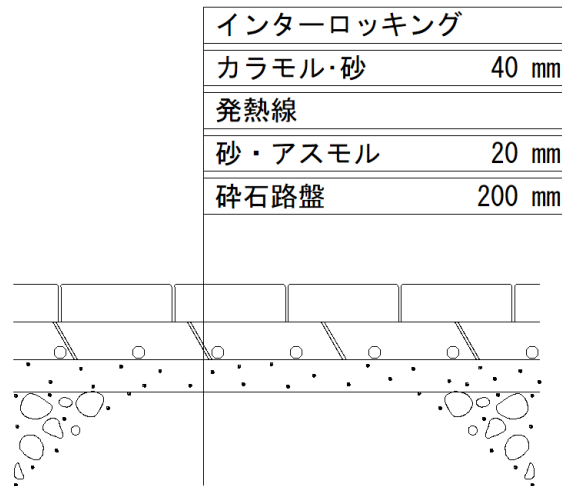 インターロッキング
カラモル・砂 40 mm
発熱線
砂・アスモル 20 mm
砕石路盤 200 mm